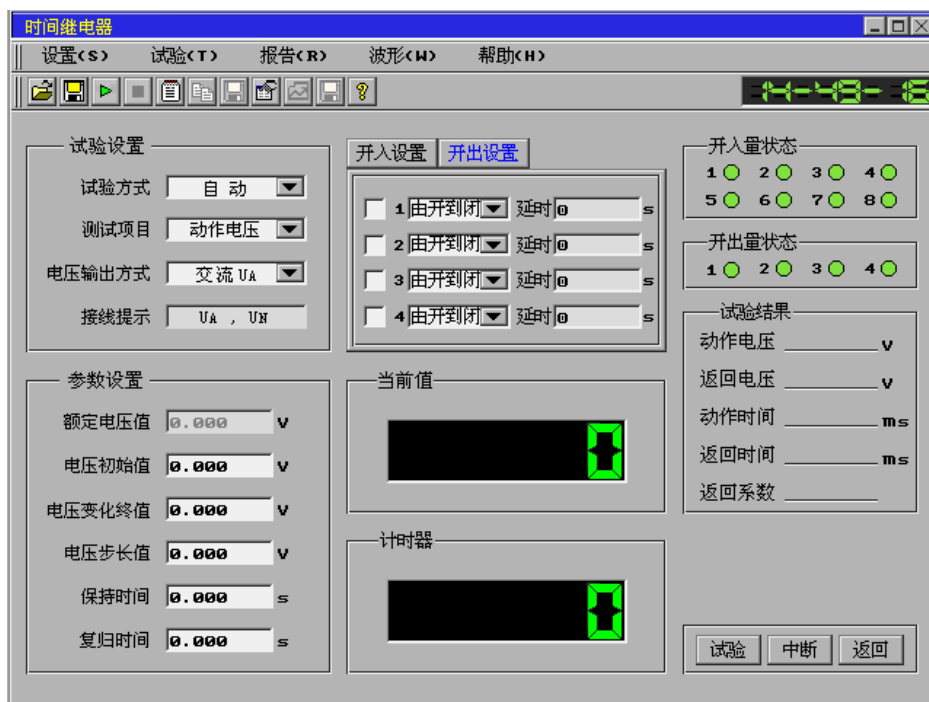 时间继电器
设置(S) 试验(T) 报告(R) 波形(W) 帮助(H)
14-49- 16
试验设置
试验方式 自 动
测试项目 动作电压
电压输出方式 交流 UA
接线提示 UA , UN
开入设置 开出设置
1 由开到闭 延时 0 s
2 由开到闭 延时 0 s
3 由开到闭 延时 0 s
4 由开到闭 延时 0 s
开入量状态
1 2 3 4
5 6 7 8
开出量状态
1 2 3 4
试验结果
动作电压 V
返回电压 V
动作时间 ms
返回时间 ms
返回系数
参数设置
额定电压值 0.000 V
电压初始值 0.000 V
电压变化终值 0.000 V
电压步长值 0.000 V
保持时间 0.000 s
复归时间 0.000 s
当前值
0
计时器
0
试验 中断 返回